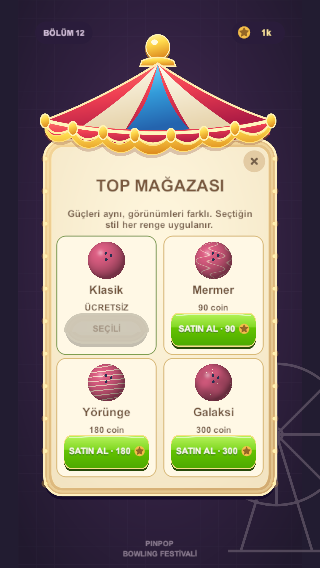 BÖLÜM 12
1k
TOP MAĞAZASI
Güçleri aynı, görünümleri farklı. Seçtiğin
stil her renge uygulanır.
Klasik
ÜCRETSİZ
SEÇİLİ
Mermer
90 coin
SATIN AL · 90
Yörünge
180 coin
SATIN AL · 180
Galaksi
300 coin
SATIN AL · 300
PINPOP
BOWLING FESTİVALİ